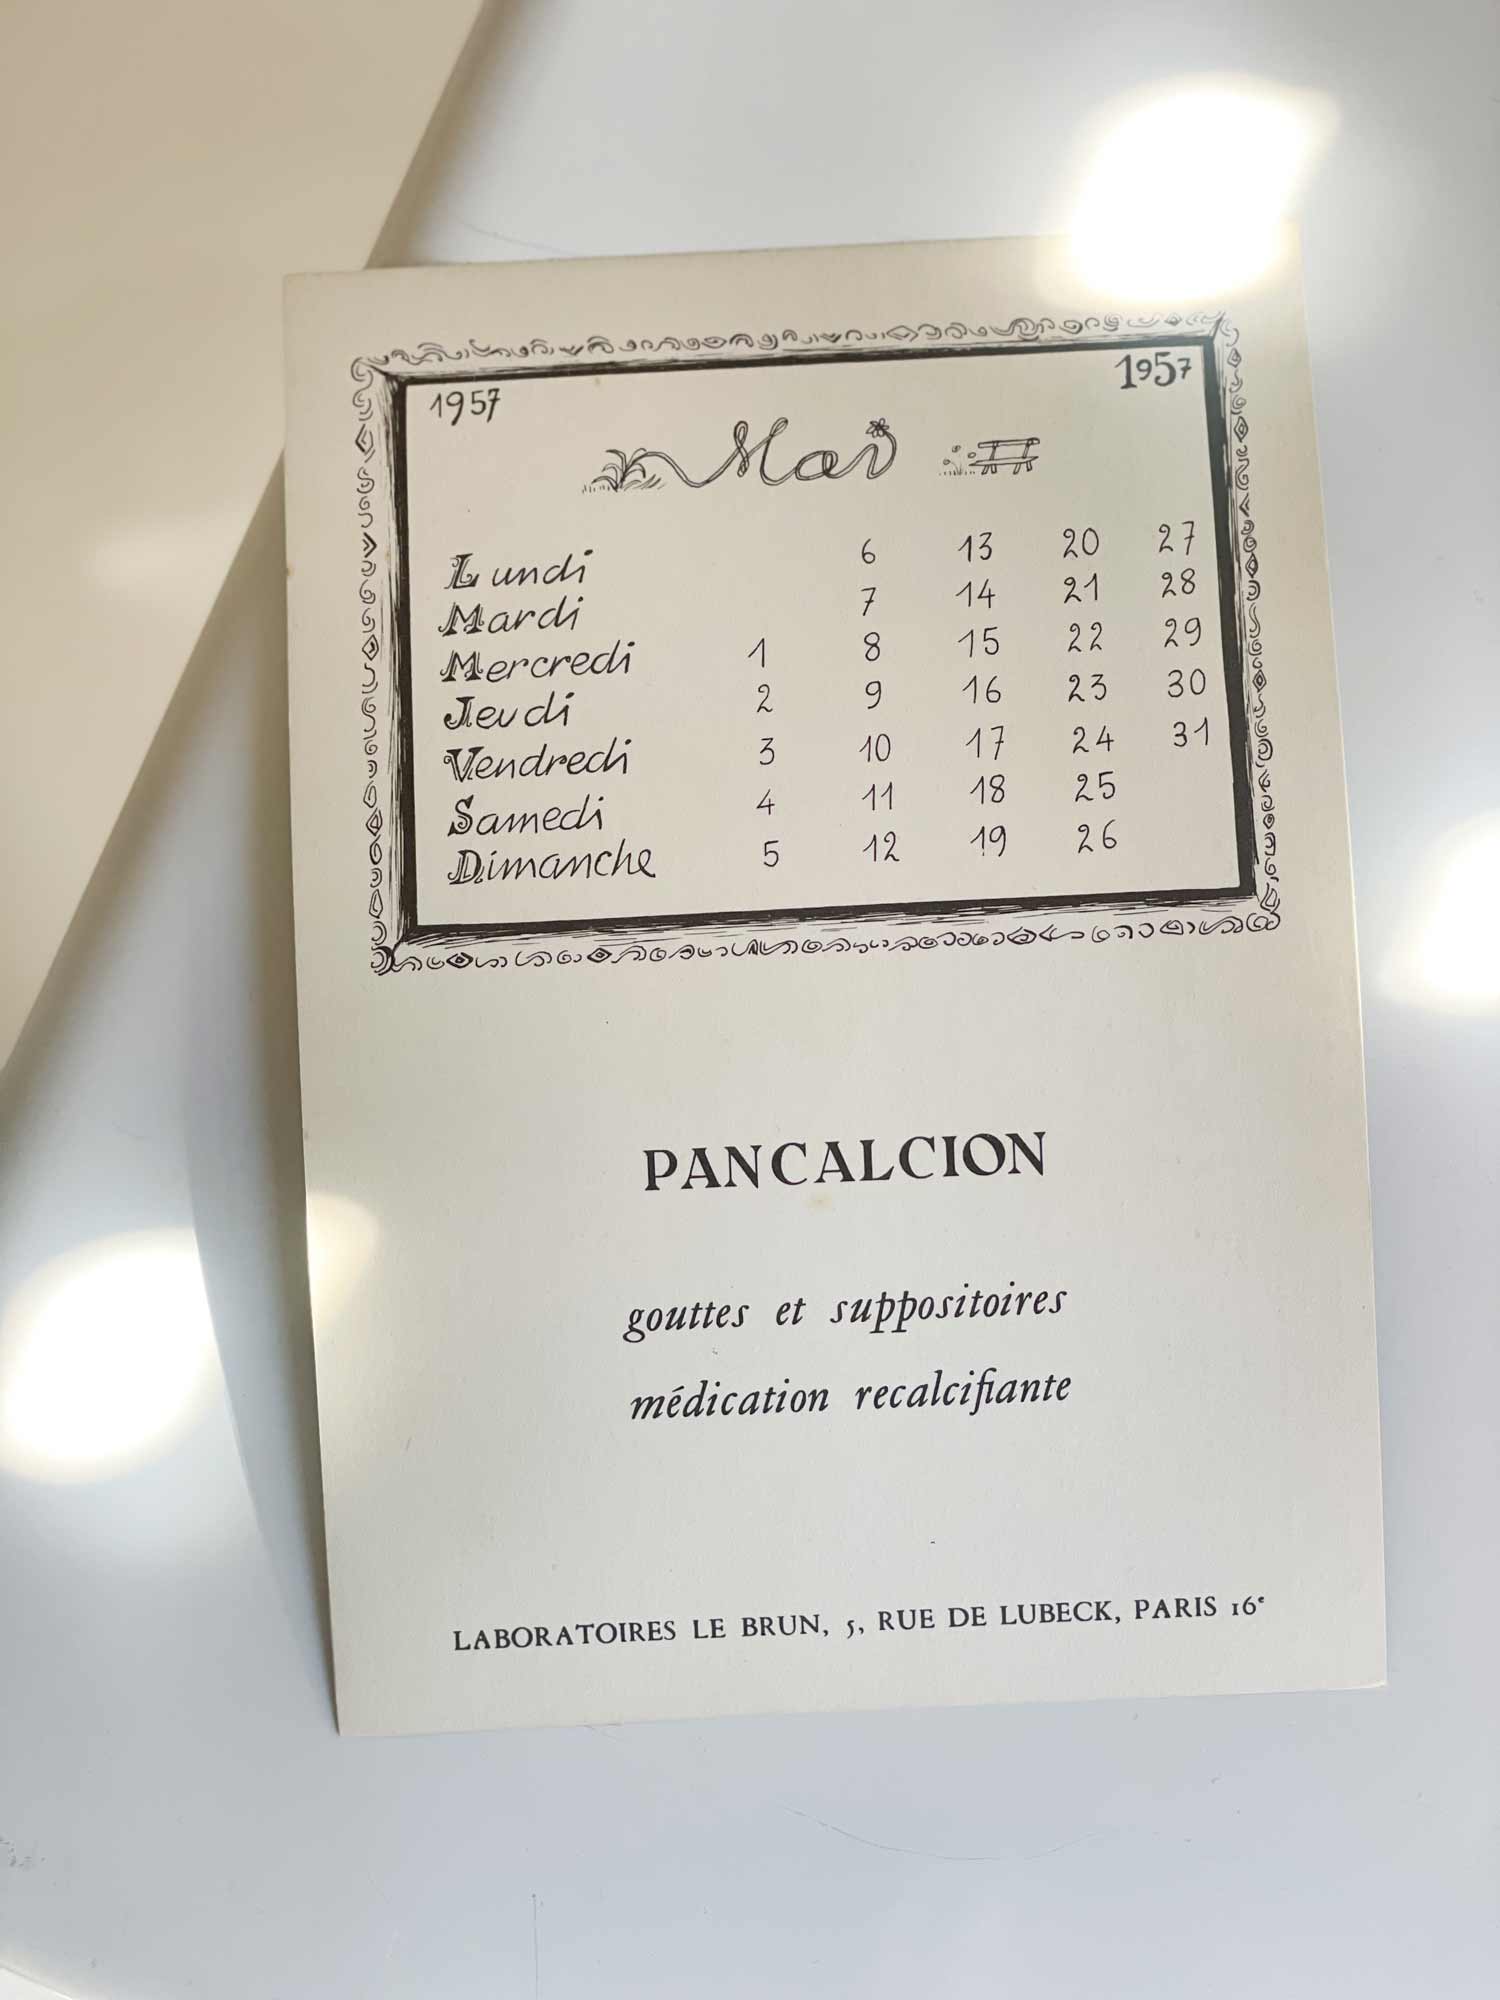 1957 1957
Mai
Lundi 6 13 20 27
Mardi 7 14 21 28
Mercredi 1 8 15 22 29
Jeudi 2 9 16 23 30
Vendredi 3 10 17 24 31
Samedi 4 11 18 25
Dimanche 5 12 19 26
PANCALCION
gouttes et suppositoires
médication recalcifiante
LABORATOIRES LE BRUN, 5, RUE DE LUBECK, PARIS 16e